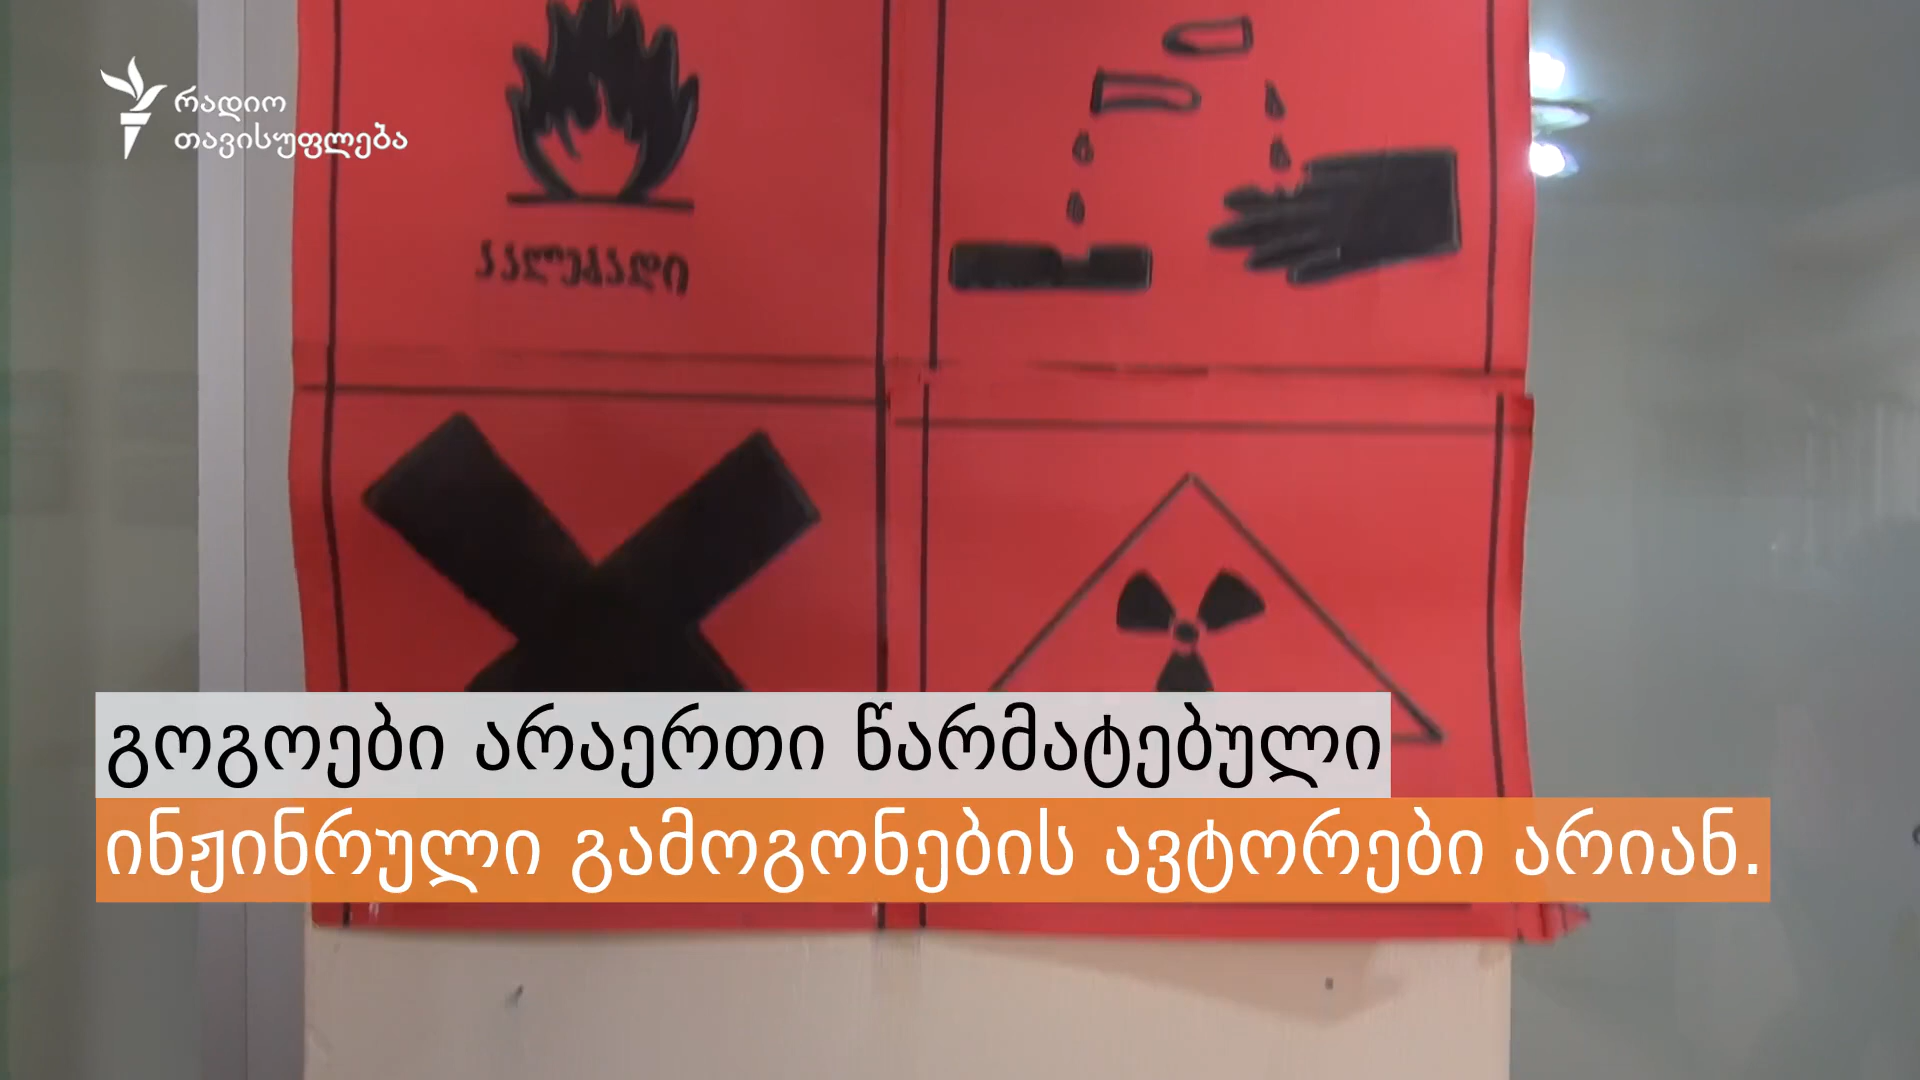 რადიო
თავისუფლება
აალებადი
გოგოები არაერთი წარმატებული
ინჟინრული გამოგონების ავტორები არიან.